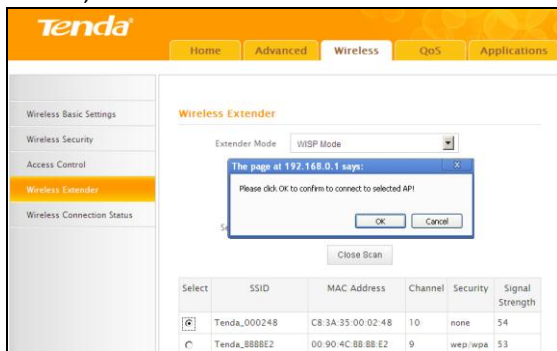 Tenda
Home Advanced Wireless QoS Applications
Wireless Basic Settings
Wireless Security
Access Control
Wireless Extender
Wireless Connection Status
Wireless Extender
Extender Mode WISP Mode
The page at 192.168.0.1 says:
Please click OK to confirm to connect to selected AP!
OK Cancel
Close Scan
Select SSID MAC Address Channel Security Signal Strength
Tenda_000248 C8:3A:35:00:02:48 10 none 54
Tenda_8888E2 00:90:4C:88:88:E2 9 wep/wpa 53